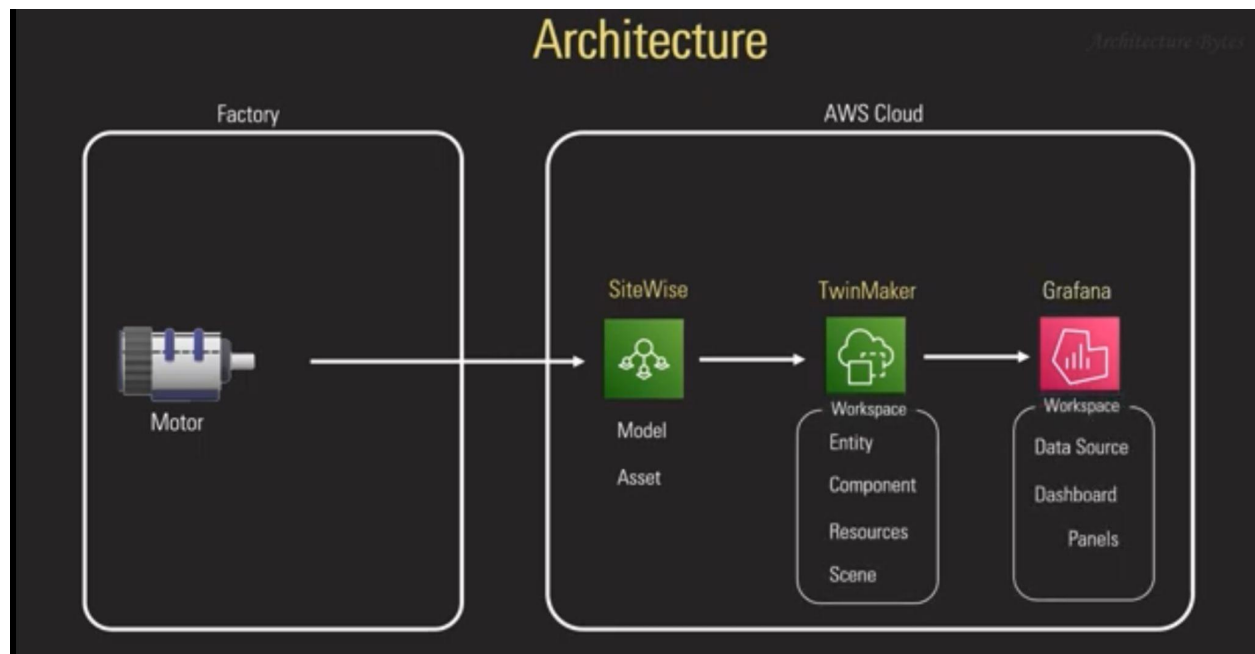 Architecture
Architecture Bytes
Factory
AWS Cloud
Motor
SiteWise
Model
Asset
TwinMaker
Workspace
Entity
Component
Resources
Scene
Grafana
Workspace
Data Source
Dashboard
Panels